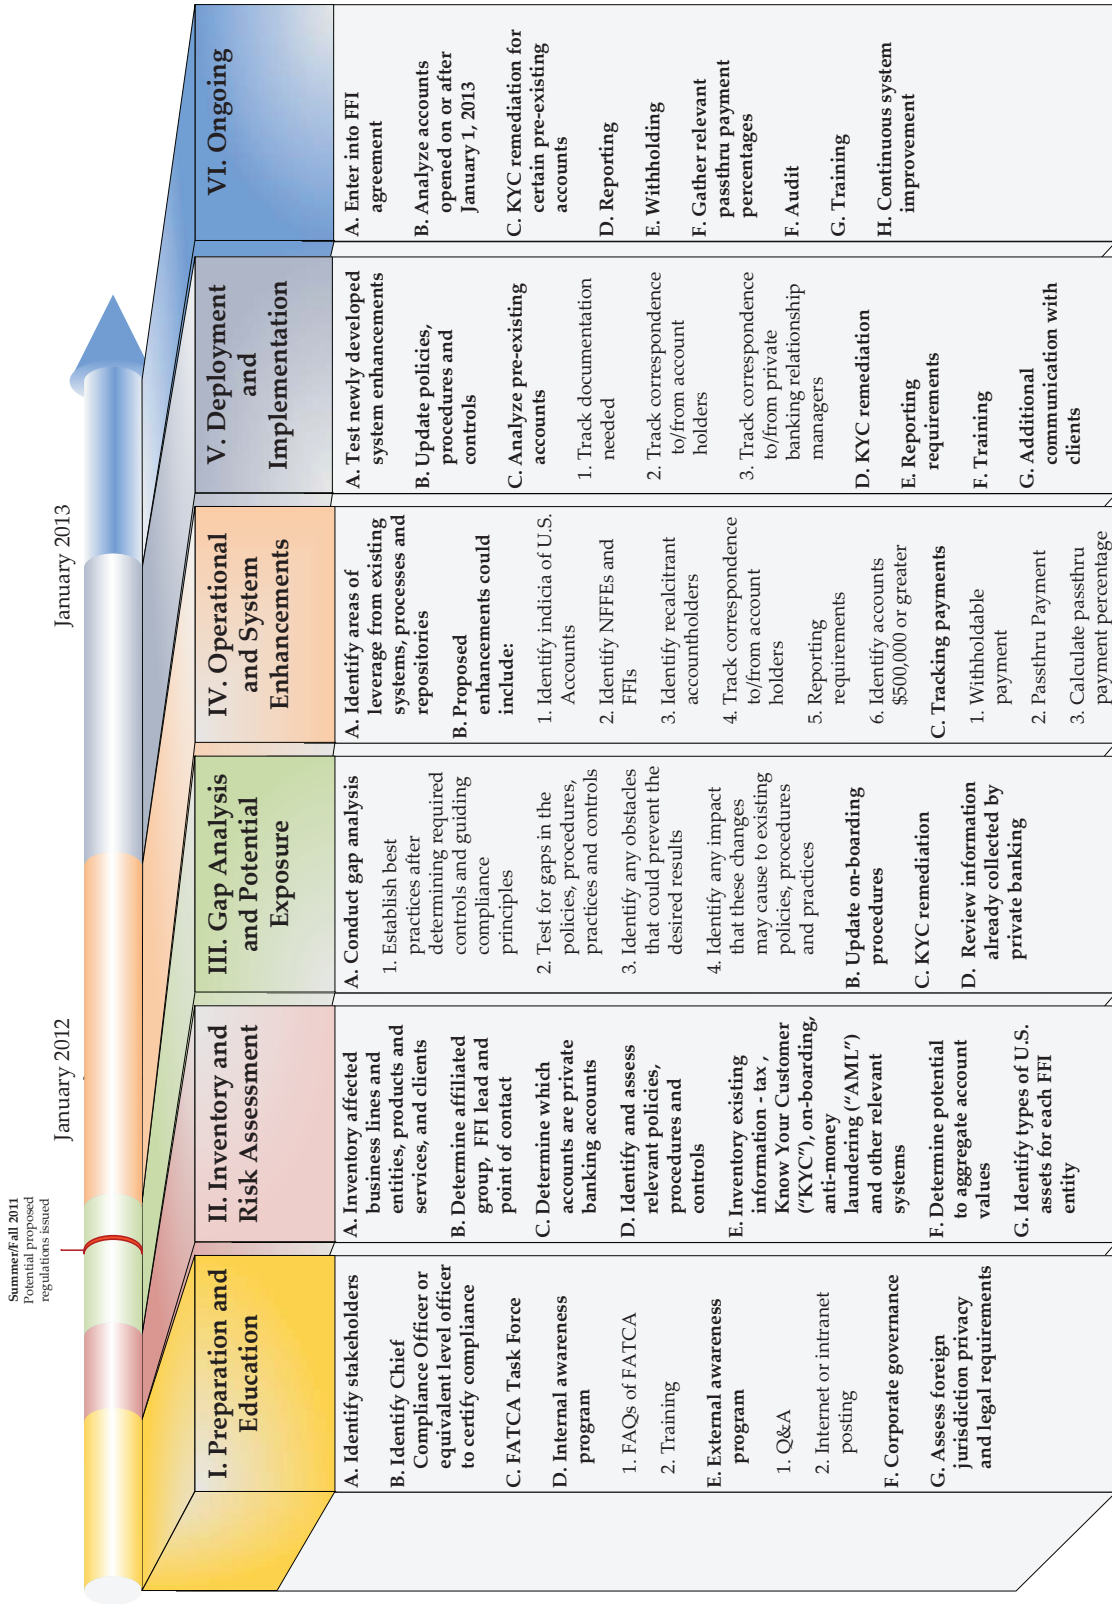 Summer/Fall 2011
Potential proposed
regulations issued
January 2012
January 2013
I. Preparation and
Education
A. Identify stakeholders
B. Identify Chief
Compliance Officer or
equivalent level officer
to certify compliance
C. FATCA Task Force
D. Internal awareness
program
1. FAQs of FATCA
2. Training
E. External awareness
program
1. Q&A
2. Internet or intranet
posting
F. Corporate governance
G. Assess foreign
jurisdiction privacy
and legal requirements
II. Inventory and
Risk Assessment
A. Inventory affected
business lines and
entities, products and
services, and clients
B. Determine affiliated
group, FFI lead and
point of contact
C. Determine which
accounts are private
banking accounts
D. Identify and assess
relevant policies,
procedures and
controls
E. Inventory existing
information - tax ,
Know Your Customer
("KYC"), on-boarding,
anti-money
laundering ("AML")
and other relevant
systems
F. Determine potential
to aggregate account
values
G. Identify types of U.S.
assets for each FFI
entity
III. Gap Analysis
and Potential
Exposure
A. Conduct gap analysis
1. Establish best
practices after
determining required
controls and guiding
compliance
principles
2. Test for gaps in the
policies, procedures,
practices and controls
3. Identify any obstacles
that could prevent the
desired results
4. Identify any impact
that these changes
may cause to existing
policies, procedures
and practices
B. Update on-boarding
procedures
C. KYC remediation
D. Review information
already collected by
private banking
IV. Operational
and System
Enhancements
A. Identify areas of
leverage from existing
systems, processes and
repositories
B. Proposed
enhancements could
include:
1. Identify indicia of U.S.
Accounts
2. Identify NFFEs and
FFIs
3. Identify recalcitrant
accountholders
4. Track correspondence
to/from account
holders
5. Reporting
requirements
6. Identify accounts
$500,000 or greater
C. Tracking payments
1. Withholdable
payment
2. Passthru Payment
3. Calculate passthru
payment percentage
V. Deployment
and
Implementation
A. Test newly developed
system enhancements
B. Update policies,
procedures and
controls
C. Analyze pre-existing
accounts
1. Track documentation
needed
2. Track correspondence
to/from account
holders
3. Track correspondence
to/from private
banking relationship
managers
D. KYC remediation
E. Reporting
requirements
F. Training
G. Additional
communication with
clients
VI. Ongoing
A. Enter into FFI
agreement
B. Analyze accounts
opened on or after
January 1, 2013
C. KYC remediation for
certain pre-existing
accounts
D. Reporting
E. Withholding
F. Gather relevant
passthru payment
percentages
F. Audit
G. Training
H. Continuous system
improvement